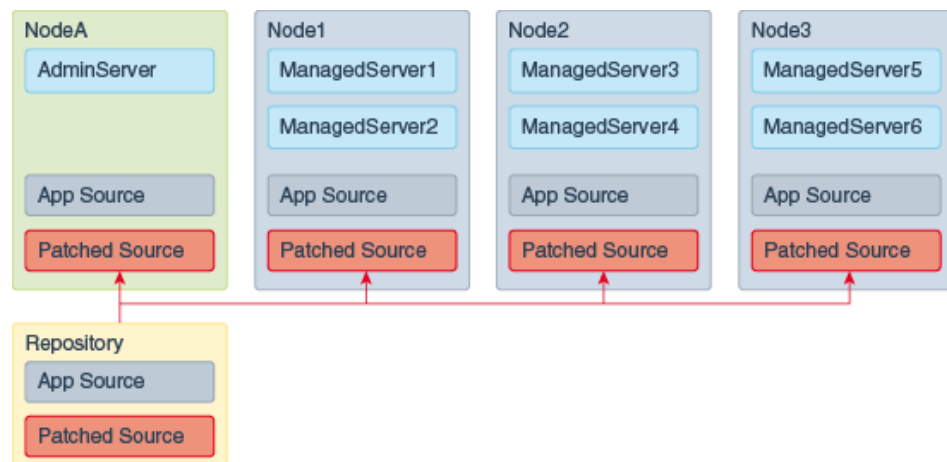 NodeA
AdminServer
App Source
Patched Source
Node1
ManagedServer1
ManagedServer2
App Source
Patched Source
Node2
ManagedServer3
ManagedServer4
App Source
Patched Source
Node3
ManagedServer5
ManagedServer6
App Source
Patched Source
Repository
App Source
Patched Source